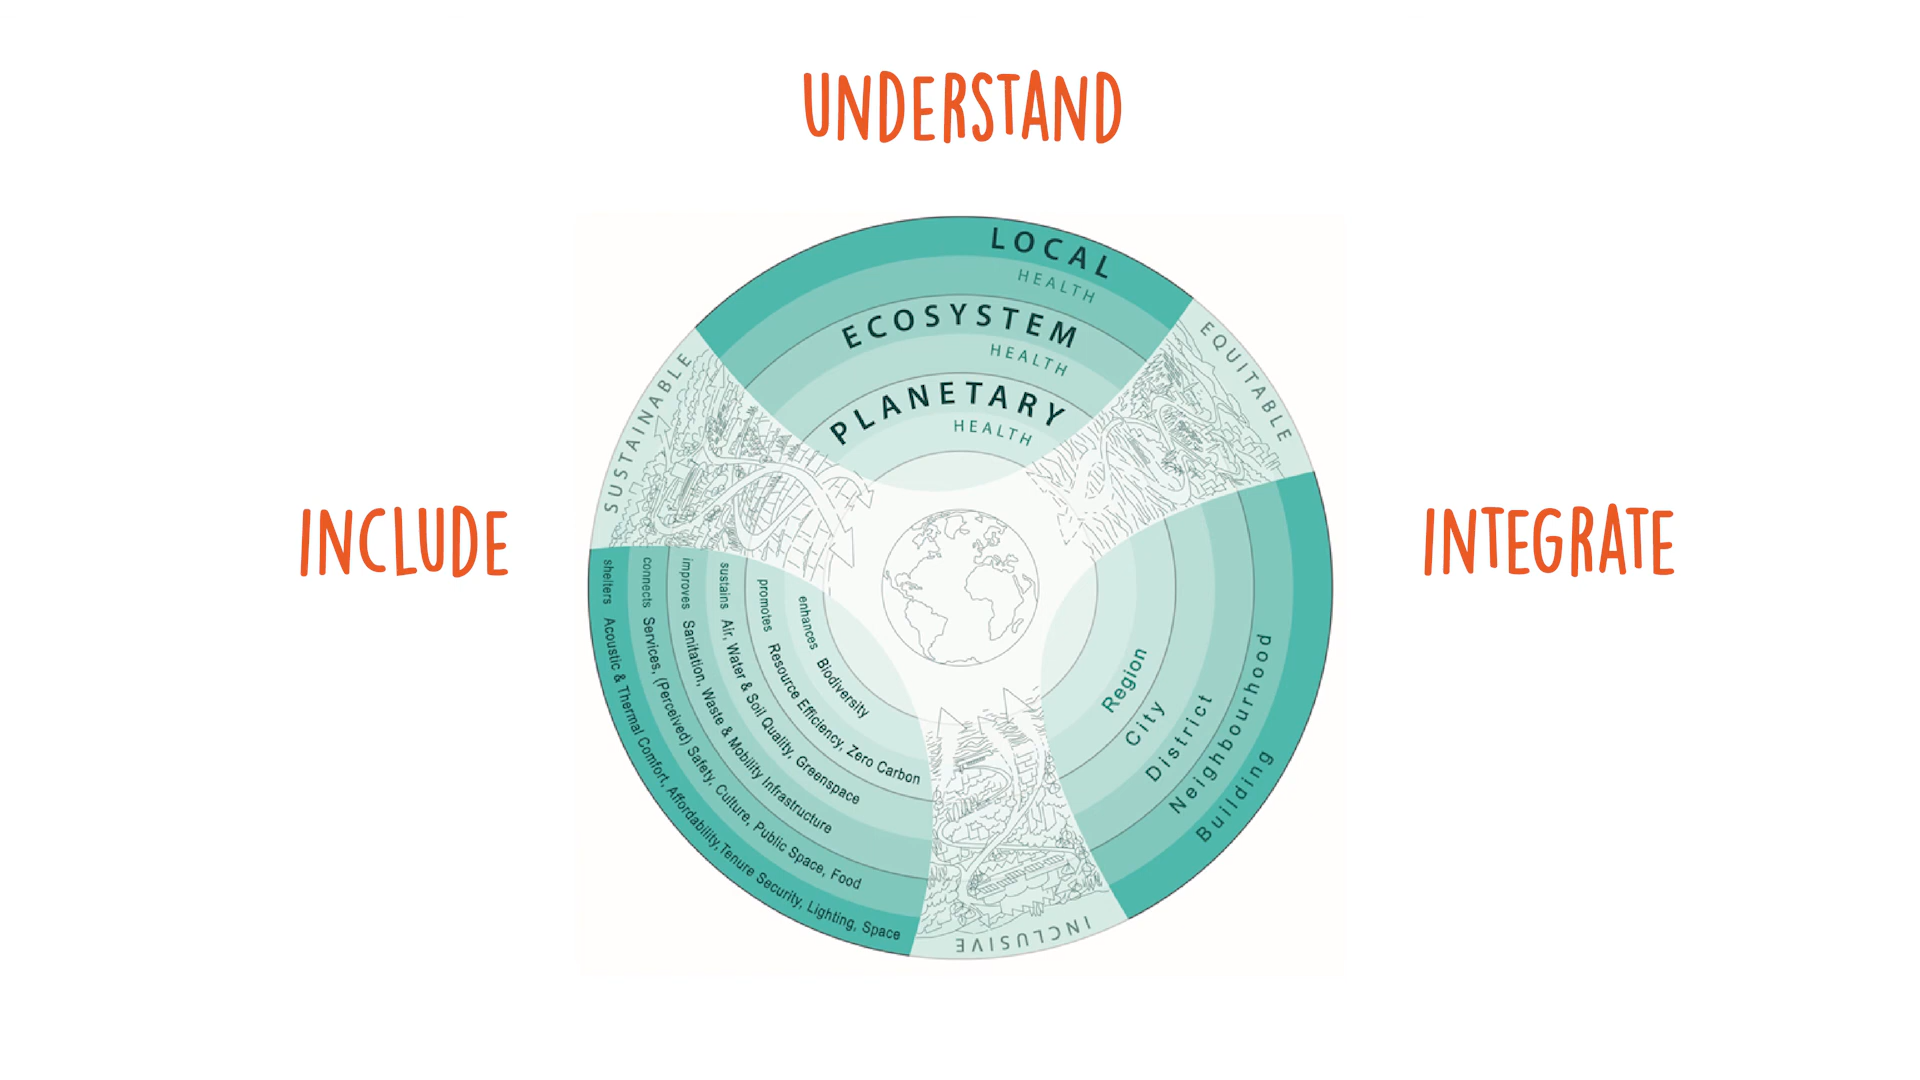 UNDERSTAND
LOCAL
HEALTH
ECOSYSTEM
HEALTH
PLANETARY
HEALTH
SUSTAINABLE
EQUITABLE
INCLUDE
INTEGRATE
shelters Acoustic & Thermal Comfort, Affordability, Tenure Security, Lighting, Space
connects Services, (Perceived) Safety, Culture, Public Space, Food
improves Sanitation, Waste & Mobility Infrastructure
sustains Air, Water & Soil Quality, Greenspace
promotes Resource Efficiency, Zero Carbon
enhances Biodiversity
Region
City
District
Neighbourhood
Building
INCLUSIVE